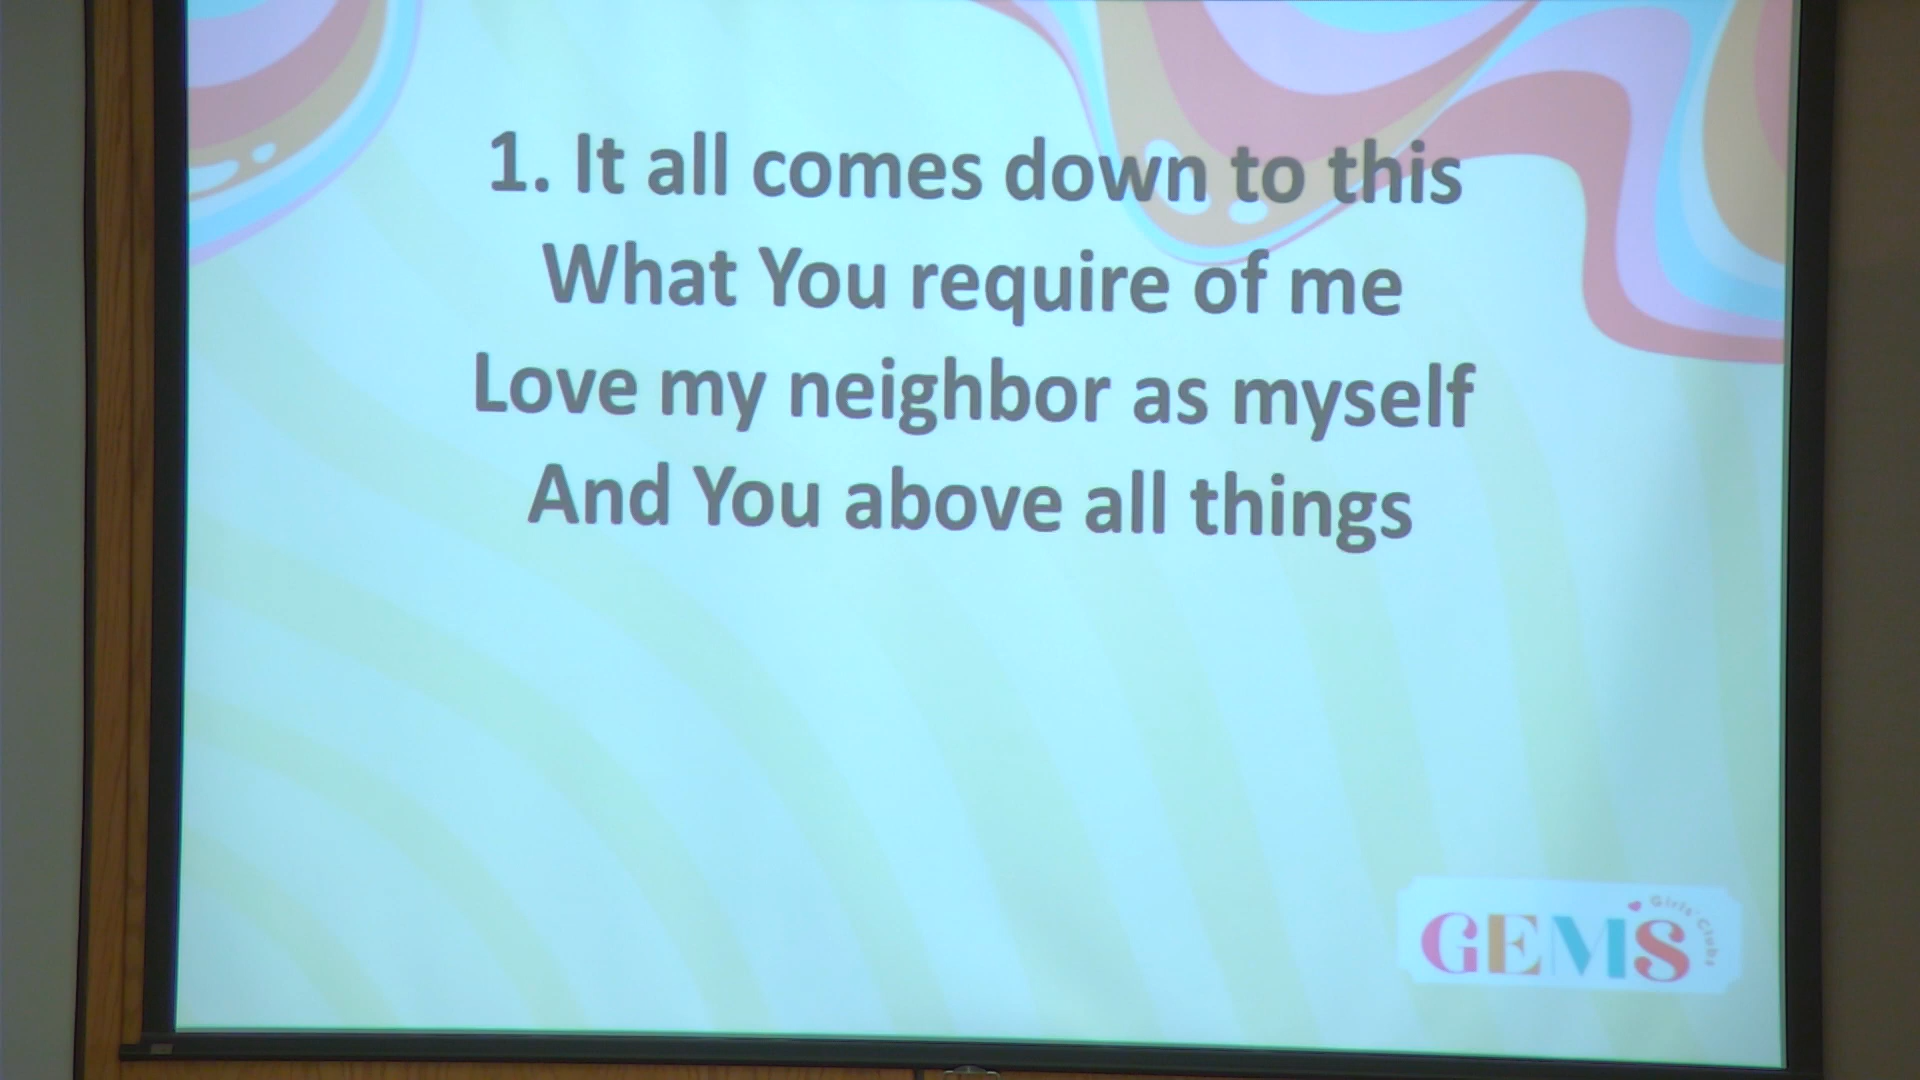 1. It all comes down to this
What You require of me
Love my neighbor as myself
And You above all things
GEMS
Girls' Clubs